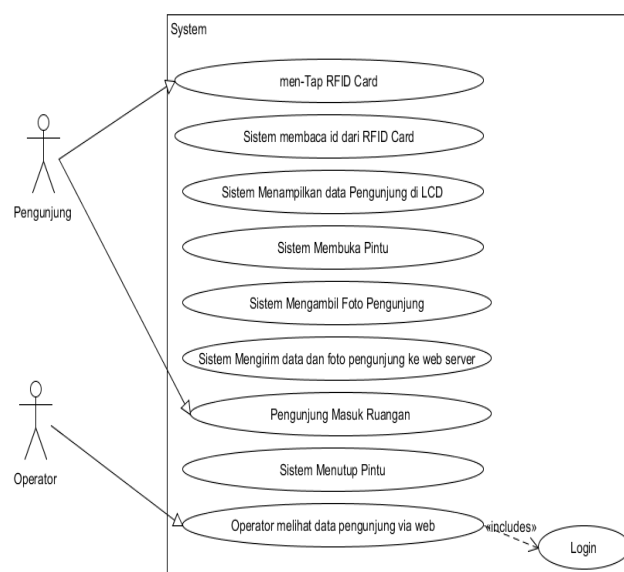 System
men-Tap RFID Card
Sistem membaca id dari RFID Card
Sistem Menampilkan data Pengunjung di LCD
Pengunjung
Sistem Membuka Pintu
Sistem Mengambil Foto Pengunjung
Sistem Mengirim data dan foto pengunjung ke web server
Pengunjung Masuk Ruangan
Sistem Menutup Pintu
Operator
Operator melihat data pengunjung via web
«includes»
Login